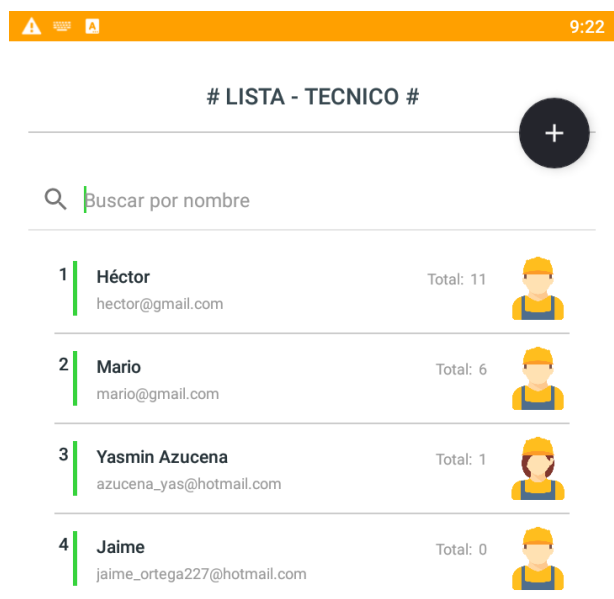 A
9:22
# LISTA - TECNICO #
+
Buscar por nombre
1
Héctor
Total: 11
hector@gmail.com
2
Mario
Total: 6
mario@gmail.com
3
Yasmin Azucena
Total: 1
azucena_yas@hotmail.com
4
Jaime
Total: 0
jaime_ortega227@hotmail.com